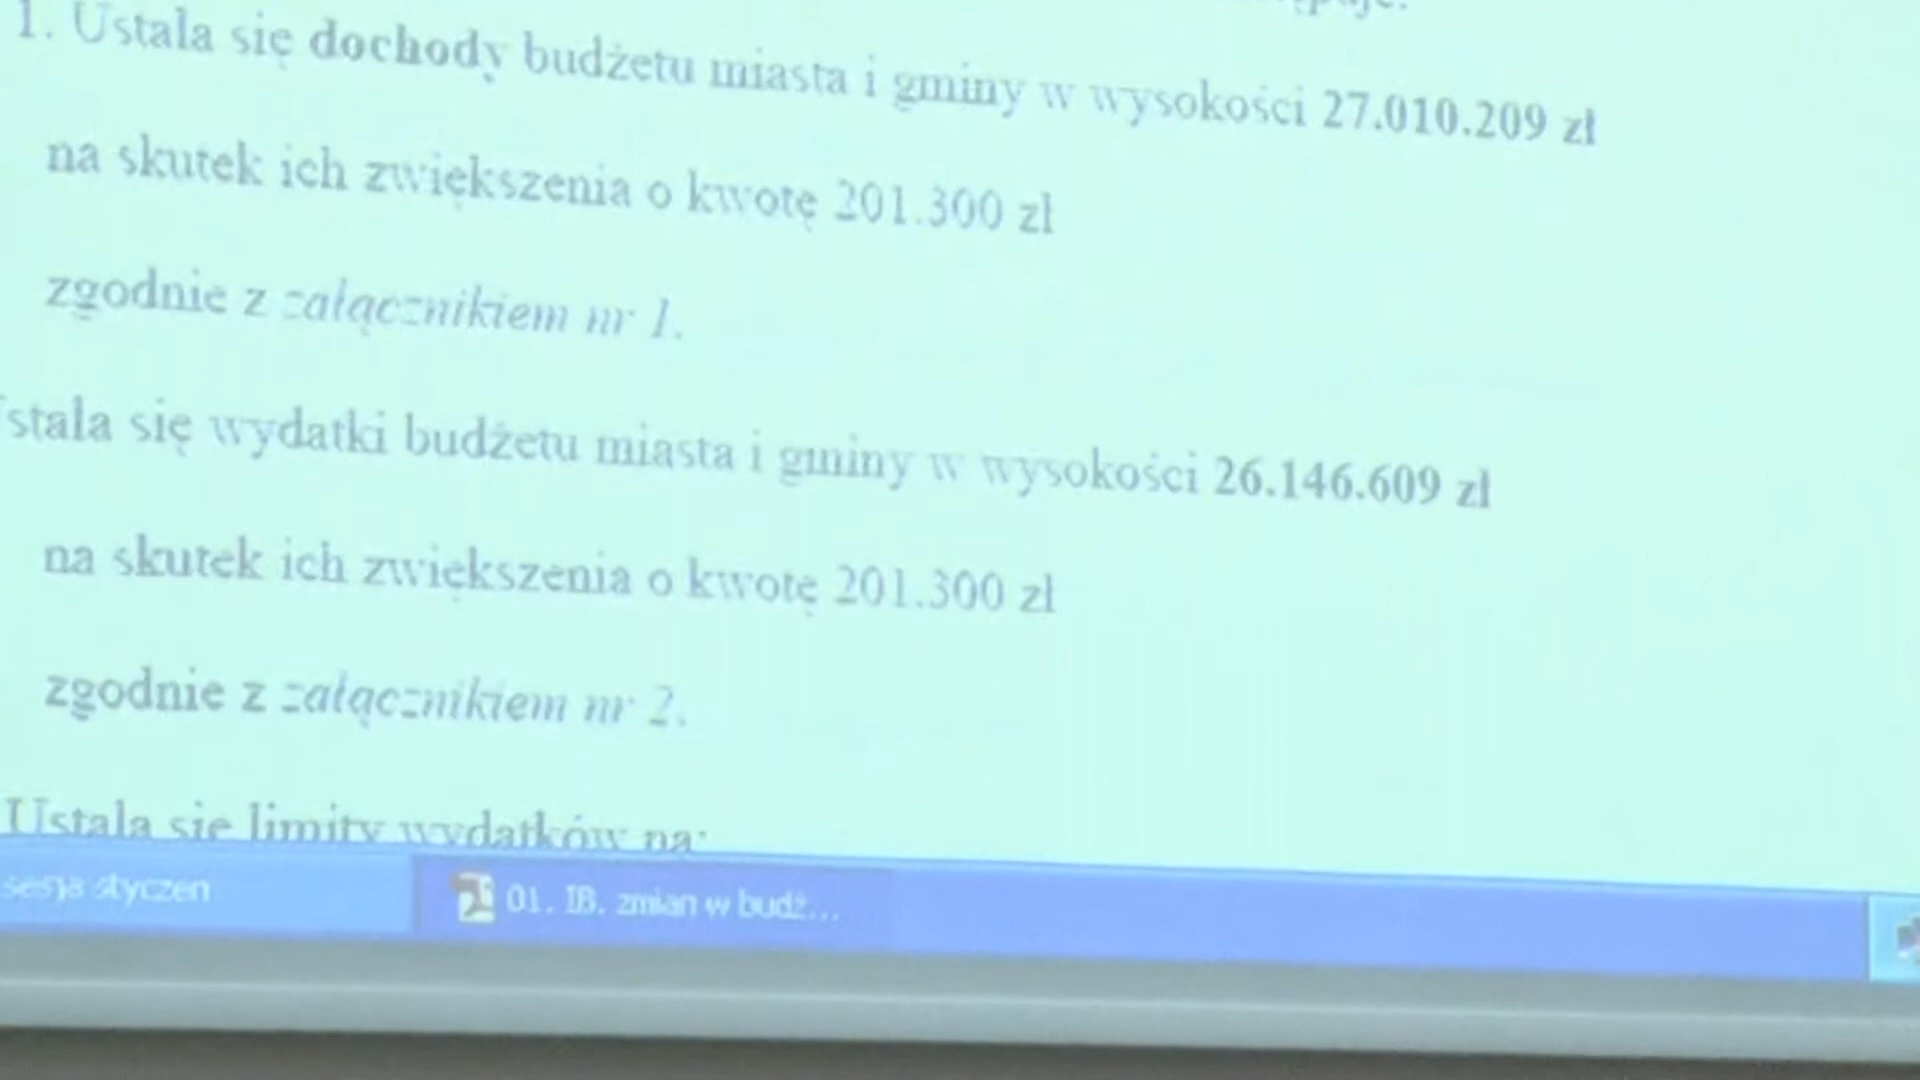 1. Ustala się dochody budżetu miasta i gminy w wysokości 27.010.209 zł
na skutek ich zwiększenia o kwotę 201.300 zł
zgodnie z załącznikiem nr 1.
stala się wydatki budżetu miasta i gminy w wysokości 26.146.609 zł
na skutek ich zwiększenia o kwotę 201.300 zł
zgodnie z załącznikiem nr 2.
Ustala się limity wydatków na:
sesja styczen
01. IB. zmian w budż...